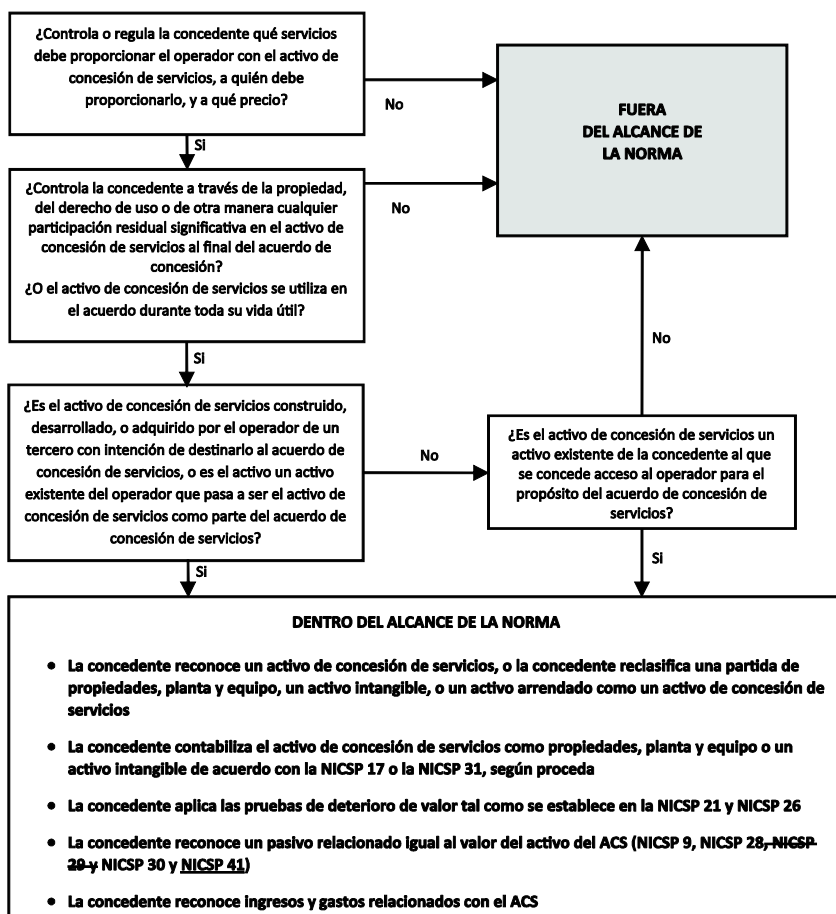 ¿Controla o regula la concedente qué servicios
debe proporcionar el operador con el activo de
concesión de servicios, a quién debe
proporcionarlo, y a qué precio?
No
FUERA
DEL ALCANCE DE
LA NORMA
Si
¿Controla la concedente a través de la propiedad,
del derecho de uso o de otra manera cualquier
participación residual significativa en el activo de
concesión de servicios al final del acuerdo de
concesión?
¿O el activo de concesión de servicios se utiliza en
el acuerdo durante toda su vida útil?
No
No
Si
¿Es el activo de concesión de servicios construido,
desarrollado, o adquirido por el operador de un
tercero con intención de destinarlo al acuerdo de
concesión de servicios, o es el activo un activo
existente del operador que pasa a ser el activo de
concesión de servicios como parte del acuerdo de
concesión de servicios?
No
¿Es el activo de concesión de servicios un
activo existente de la concedente al que
se concede acceso al operador para el
propósito del acuerdo de concesión de
servicios?
Si
Si
DENTRO DEL ALCANCE DE LA NORMA
• La concedente reconoce un activo de concesión de servicios, o la concedente reclasifica una partida de
propiedades, planta y equipo, un activo intangible, o un activo arrendado como un activo de concesión de
servicios
• La concedente contabiliza el activo de concesión de servicios como propiedades, planta y equipo o un
activo intangible de acuerdo con la NICSP 17 o la NICSP 31, según proceda
• La concedente aplica las pruebas de deterioro de valor tal como se establece en la NICSP 21 y NICSP 26
• La concedente reconoce un pasivo relacionado igual al valor del activo del ACS (NICSP 9, NICSP 28, NICSP
29 y NICSP 30 y NICSP 41)
• La concedente reconoce ingresos y gastos relacionados con el ACS